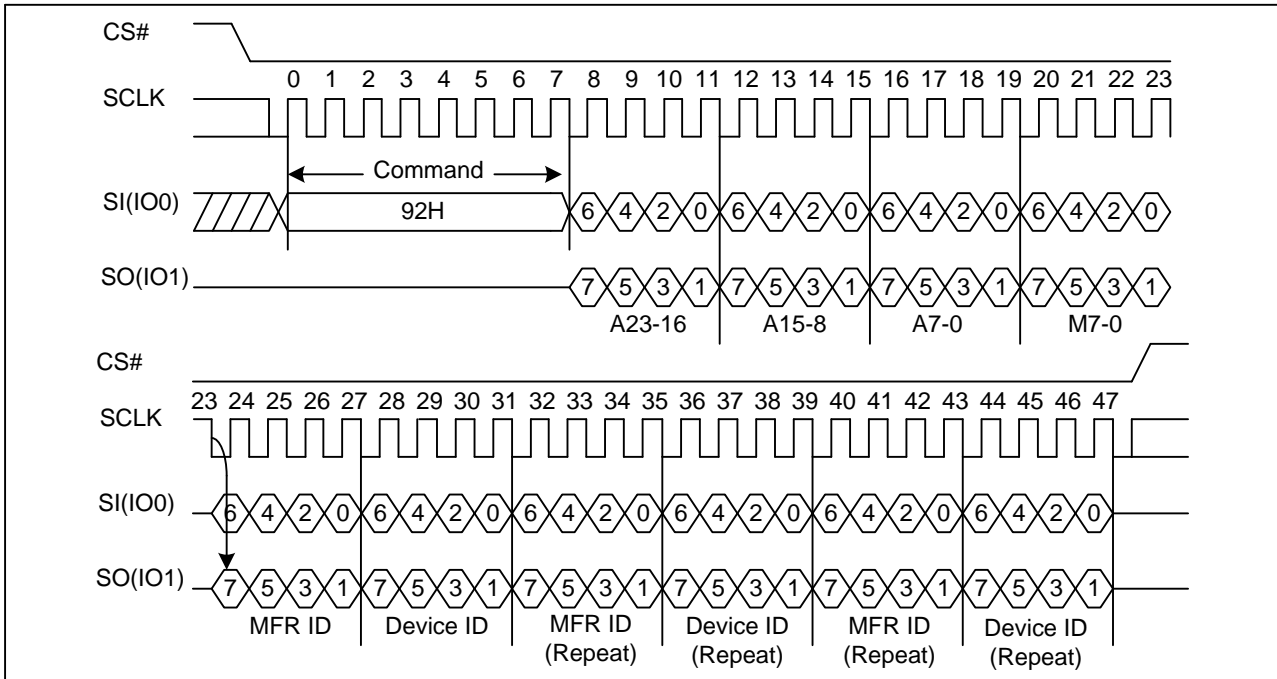 CS#
0 1 2 3 4 5 6 7 8 9 10 11 12 13 14 15 16 17 18 19 20 21 22 23
SCLK
Command
SI(IO0)
92H
6 4 2 0 6 4 2 0 6 4 2 0 6 4 2 0
SO(IO1)
7 5 3 1 7 5 3 1 7 5 3 1 7 5 3 1
A23-16 A15-8 A7-0 M7-0
CS#
23 24 25 26 27 28 29 30 31 32 33 34 35 36 37 38 39 40 41 42 43 44 45 46 47
SCLK
SI(IO0)
6 4 2 0 6 4 2 0 6 4 2 0 6 4 2 0 6 4 2 0 6 4 2 0
SO(IO1)
7 5 3 1 7 5 3 1 7 5 3 1 7 5 3 1 7 5 3 1 7 5 3 1
MFR ID Device ID MFR ID Device ID MFR ID Device ID
(Repeat) (Repeat) (Repeat) (Repeat)